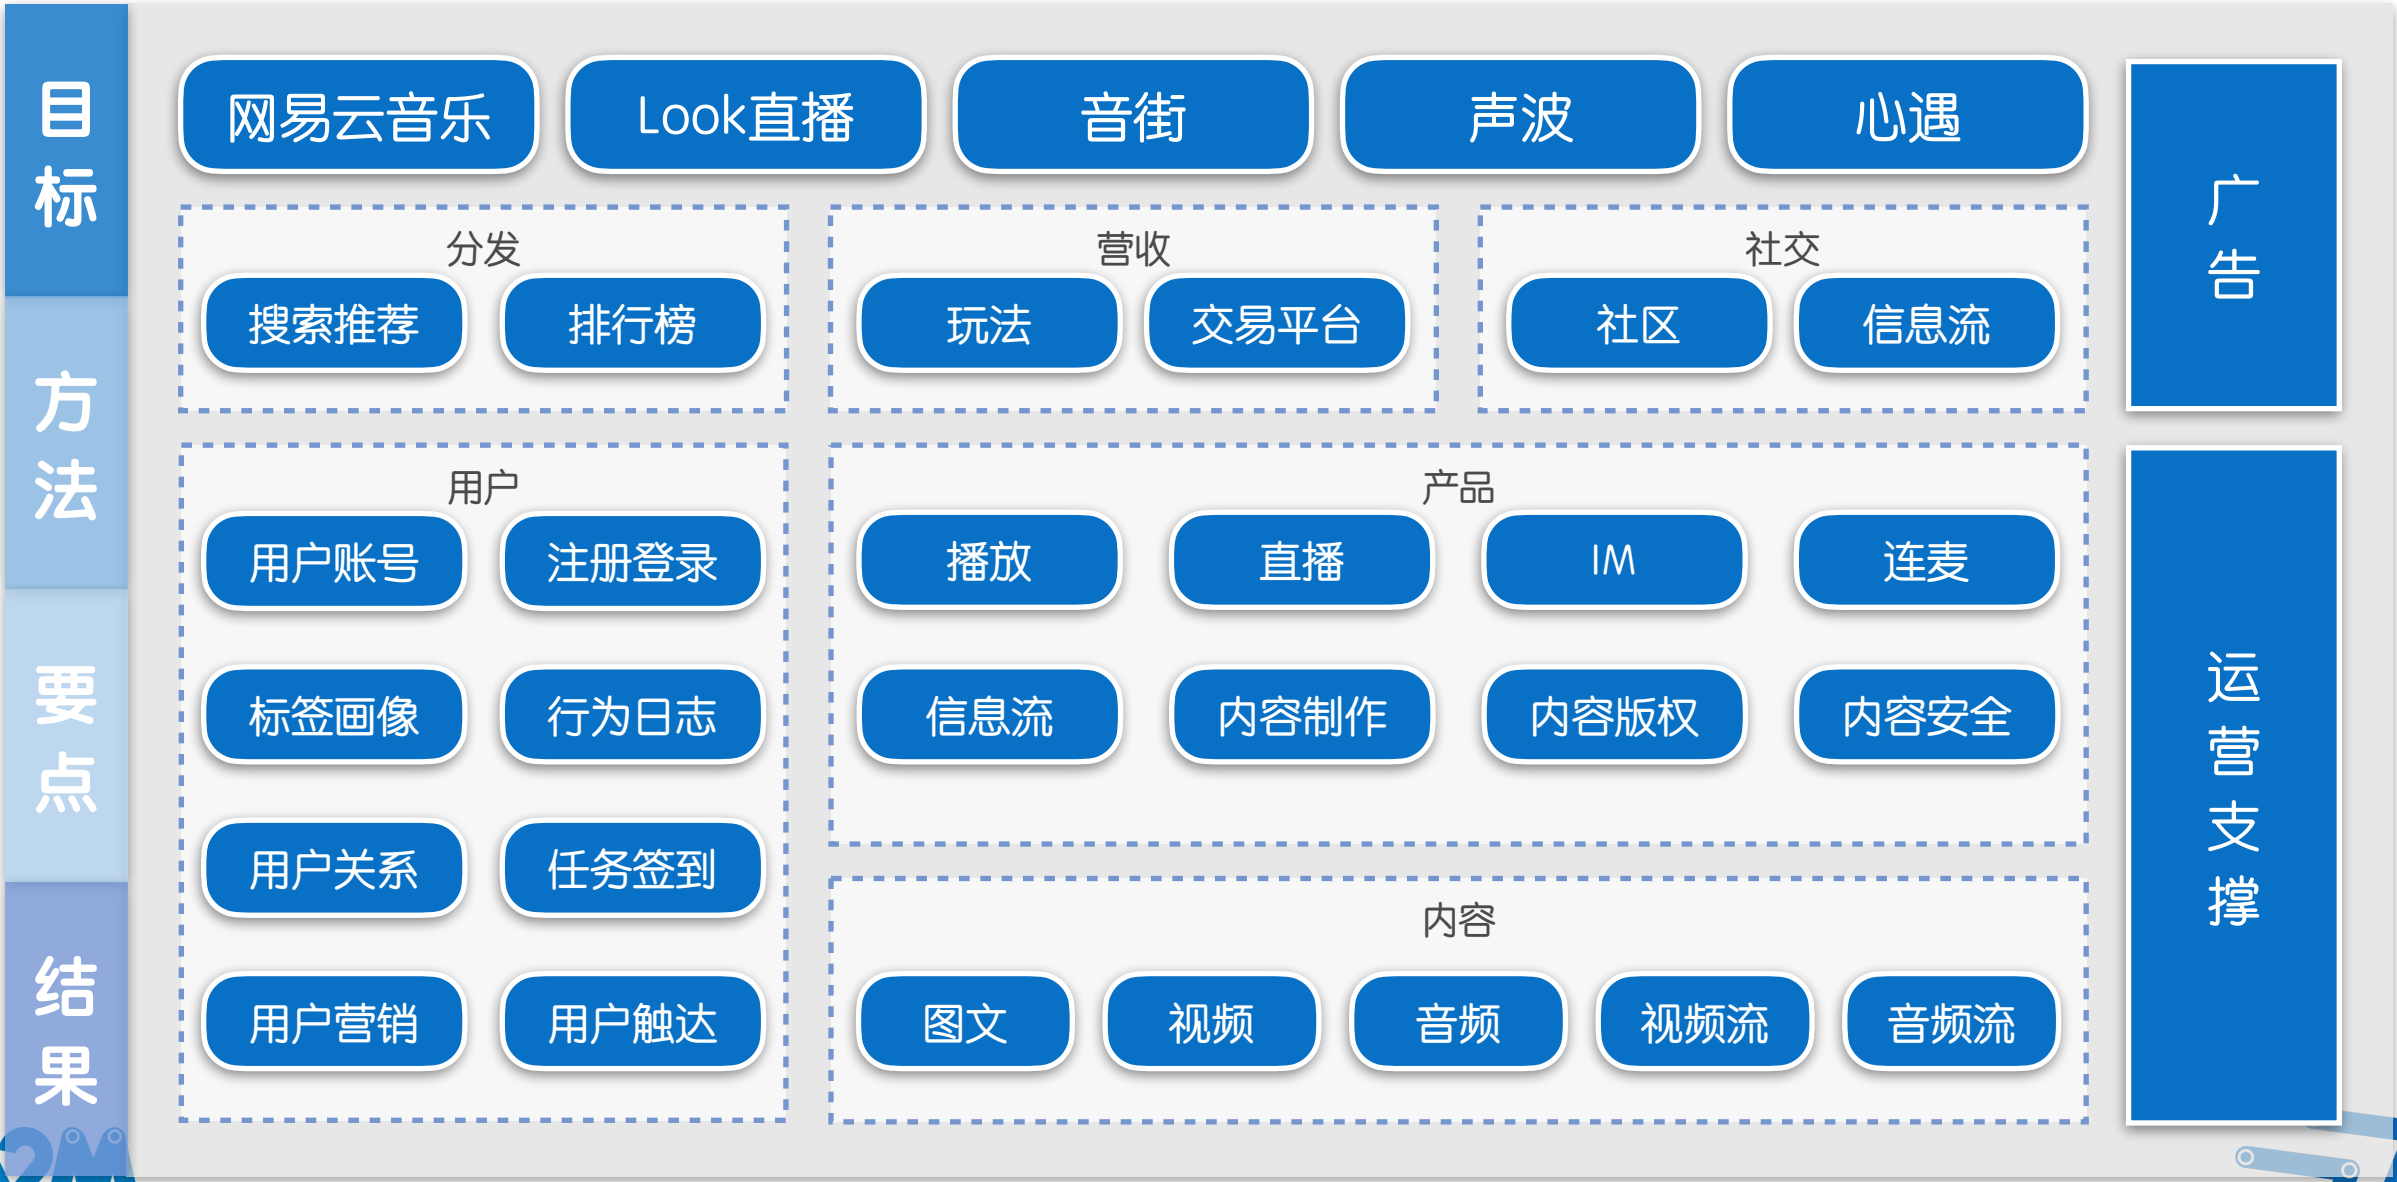 目标
方法
要点
结果
网易云音乐
Look直播
音街
声波
心遇
分发
搜索推荐
排行榜
营收
玩法
交易平台
社交
社区
信息流
用户
用户账号
注册登录
标签画像
行为日志
用户关系
任务签到
用户营销
用户触达
产品
播放
直播
IM
连麦
信息流
内容制作
内容版权
内容安全
内容
图文
视频
音频
视频流
音频流
广告
运营支撑